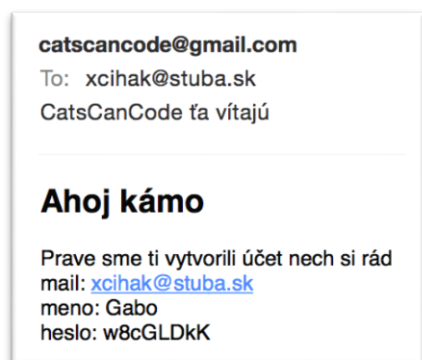 catscancode@gmail.com
To: xcihak@stuba.sk
CatsCanCode ťa vítajú
Ahoj kámo
Prave sme ti vytvorili účet nech si rád
mail: xcihak@stuba.sk
meno: Gabo
heslo: w8cGLDkK